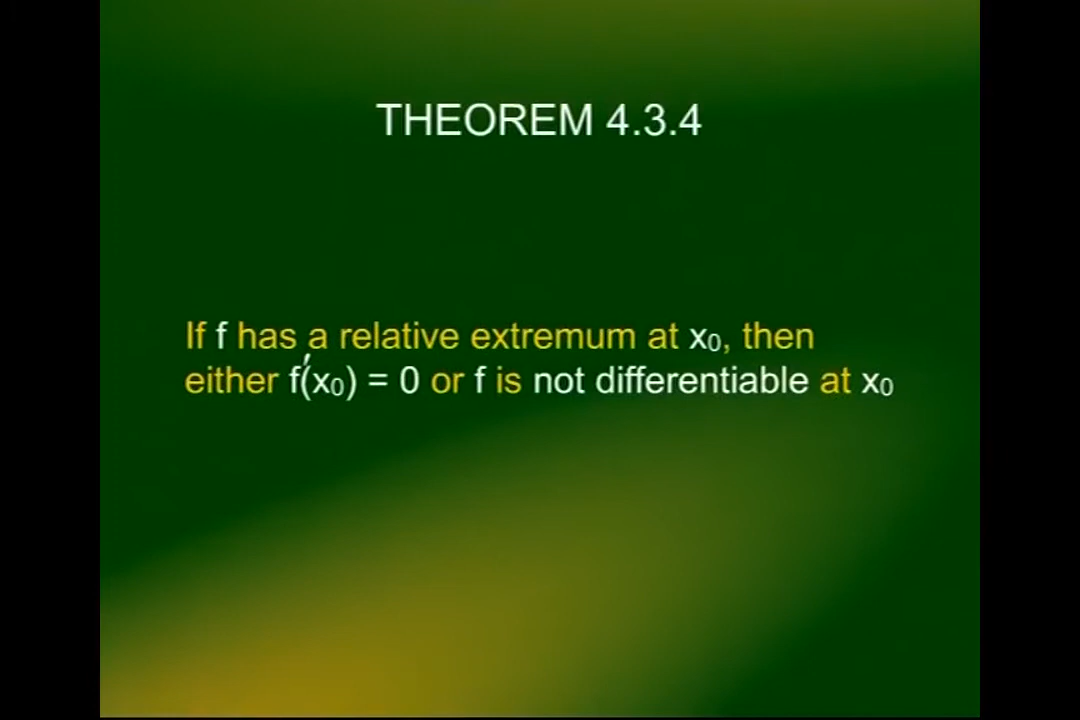 THEOREM 4.3.4
If f has a relative extremum at x₀, then
either f′(x₀) = 0 or f is not differentiable at x₀